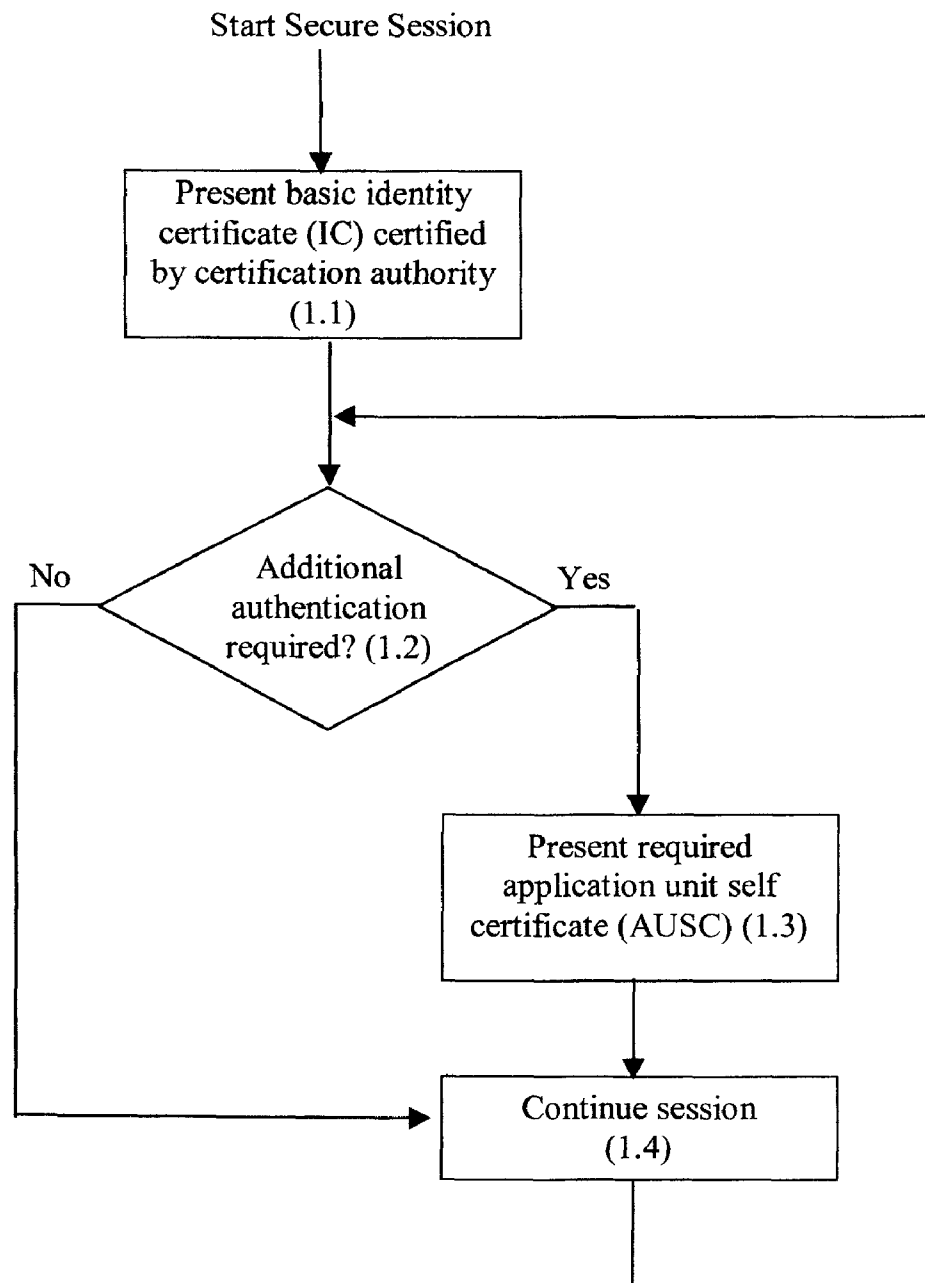 Start Secure Session
Present basic identity
certificate (IC) certified
by certification authority
(1.1)
No
Additional
authentication
required? (1.2)
Yes
Present required
application unit self
certificate (AUSC) (1.3)
Continue session
(1.4)